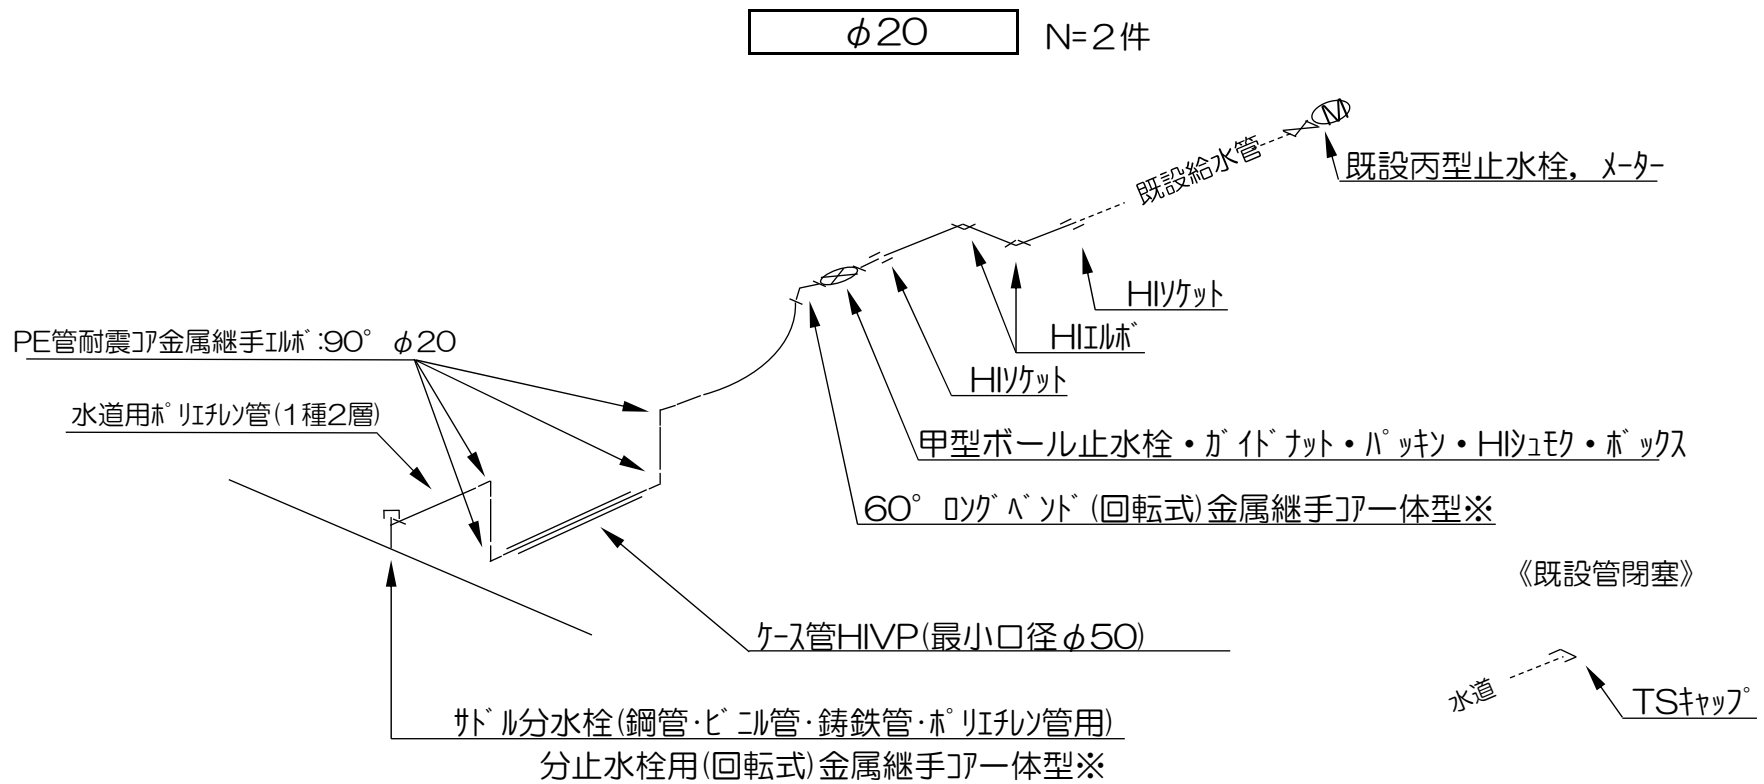 φ20 N=2件
M
既設給水管
既設丙型止水栓，ﾒｰﾀｰ
HIｿｹｯﾄ
HIｴﾙﾎﾞ
PE管耐震ｺｱ金属継手ｴﾙﾎﾞ:90°φ20
HIｿｹｯﾄ
水道用ﾎﾟﾘｴﾁﾚﾝ管(1種2層)
甲型ボール止水栓・ｶﾞｲﾄﾞﾅｯﾄ・ﾊﾟｯｷﾝ・HIｼｭﾓｸ・ﾎﾞｯｸｽ
60°ﾛﾝｸﾞﾍﾞﾝﾄﾞ(回転式)金属継手ｺｱ一体型※
《既設管閉塞》
ｹｰｽ管HIVP(最小口径φ50)
水道
TSｷｬｯﾌﾟ
ｻﾄﾞﾙ分水栓(鋼管･ﾋﾞﾆﾙ管･鋳鉄管･ﾎﾟﾘｴﾁﾚﾝ管用)
分止水栓用(回転式)金属継手ｺｱ一体型※